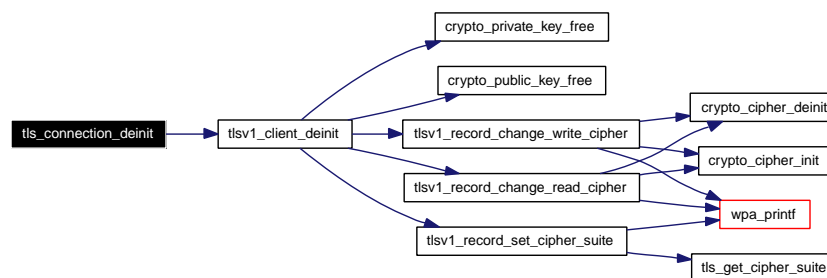 crypto_private_key_free
crypto_public_key_free
crypto_cipher_deinit
tls_connection_deinit
tlsv1_client_deinit
tlsv1_record_change_write_cipher
crypto_cipher_init
tlsv1_record_change_read_cipher
wpa_printf
tlsv1_record_set_cipher_suite
tls_get_cipher_suite